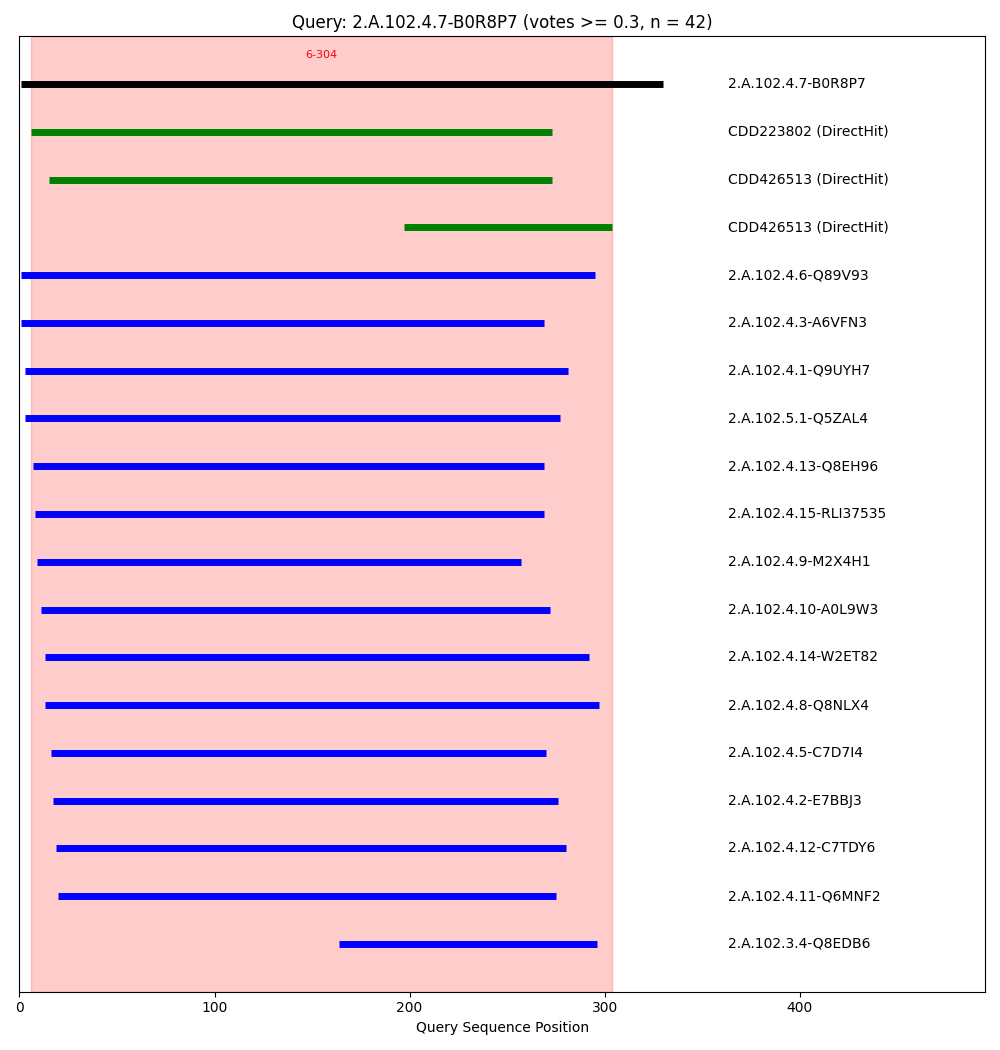 Query: 2.A.102.4.7-B0R8P7 (votes >= 0.3, n = 42)
6-304
2.A.102.4.7-B0R8P7
CDD223802 (DirectHit)
CDD426513 (DirectHit)
CDD426513 (DirectHit)
2.A.102.4.6-Q89V93
2.A.102.4.3-A6VFN3
2.A.102.4.1-Q9UYH7
2.A.102.5.1-Q5ZAL4
2.A.102.4.13-Q8EH96
2.A.102.4.15-RLI37535
2.A.102.4.9-M2X4H1
2.A.102.4.10-A0L9W3
2.A.102.4.14-W2ET82
2.A.102.4.8-Q8NLX4
2.A.102.4.5-C7D7I4
2.A.102.4.2-E7BBJ3
2.A.102.4.12-C7TDY6
2.A.102.4.11-Q6MNF2
2.A.102.3.4-Q8EDB6
0 100 200 300 400
Query Sequence Position